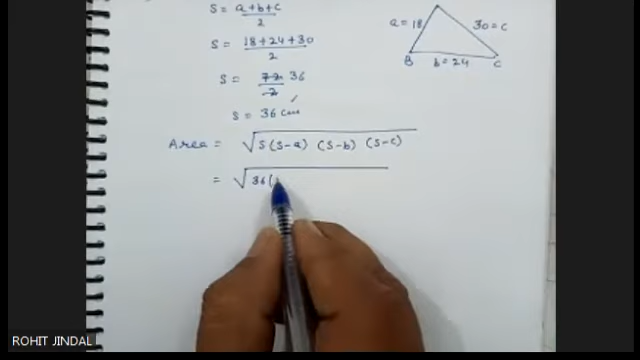 S = a+b+c / 2
a = 18
30 = c
S = 18+24+30 / 2
B
b = 24
C
S = 72 / 2 36
S = 36 cm
Area = √S(S-a) (S-b) (S-c)
= √36(
ROHIT JINDAL